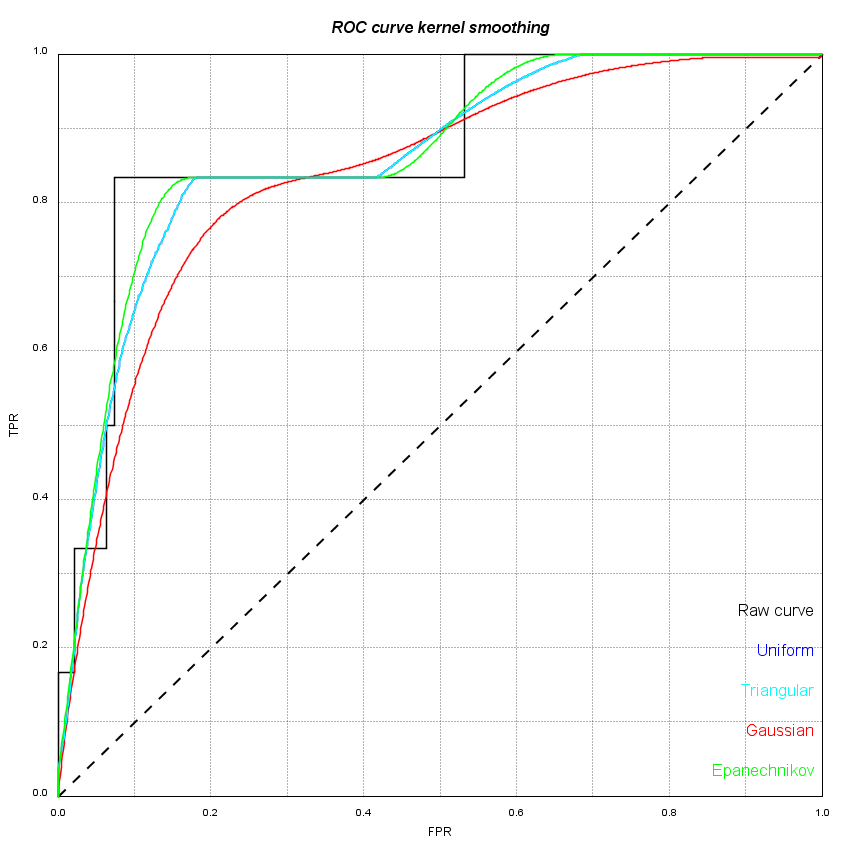 ROC curve kernel smoothing
1.0
0.8
0.6
TPR
0.4
0.2
0.0
Raw curve
Uniform
Triangular
Gaussian
Epanechnikov
0.0 0.2 0.4 0.6 0.8 1.0
FPR